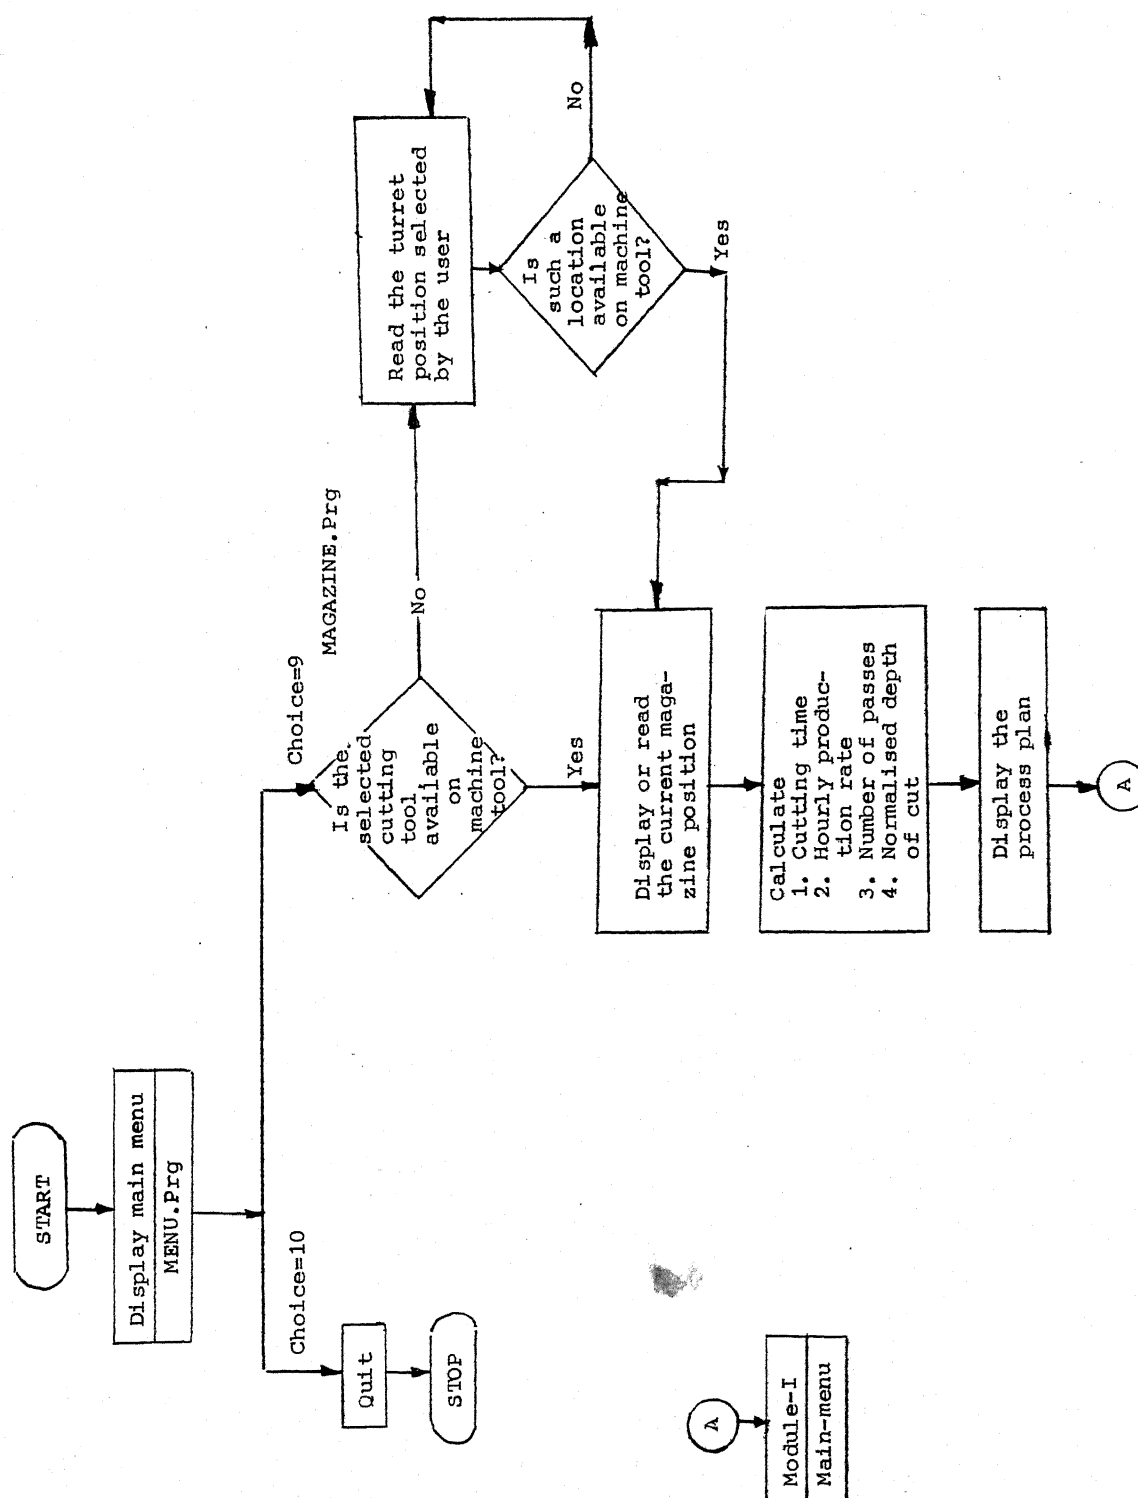 START
Display main menu
MENU.Prg
Choice=10
Quit
STOP
Choice=9
MAGAZINE.Prg
Is the
selected
cutting
tool
available
on
machine
tool?
No
Read the turret
position selected
by the user
Is
such a
location
available
on machine
tool?
No
Yes
Yes
Display or read
the current maga-
zine position
Calculate
1. Cutting time
2. Hourly produc-
tion rate
3. Number of passes
4. Normalised depth
of cut
Display the
process plan
A
A
Module-I
Main-menu